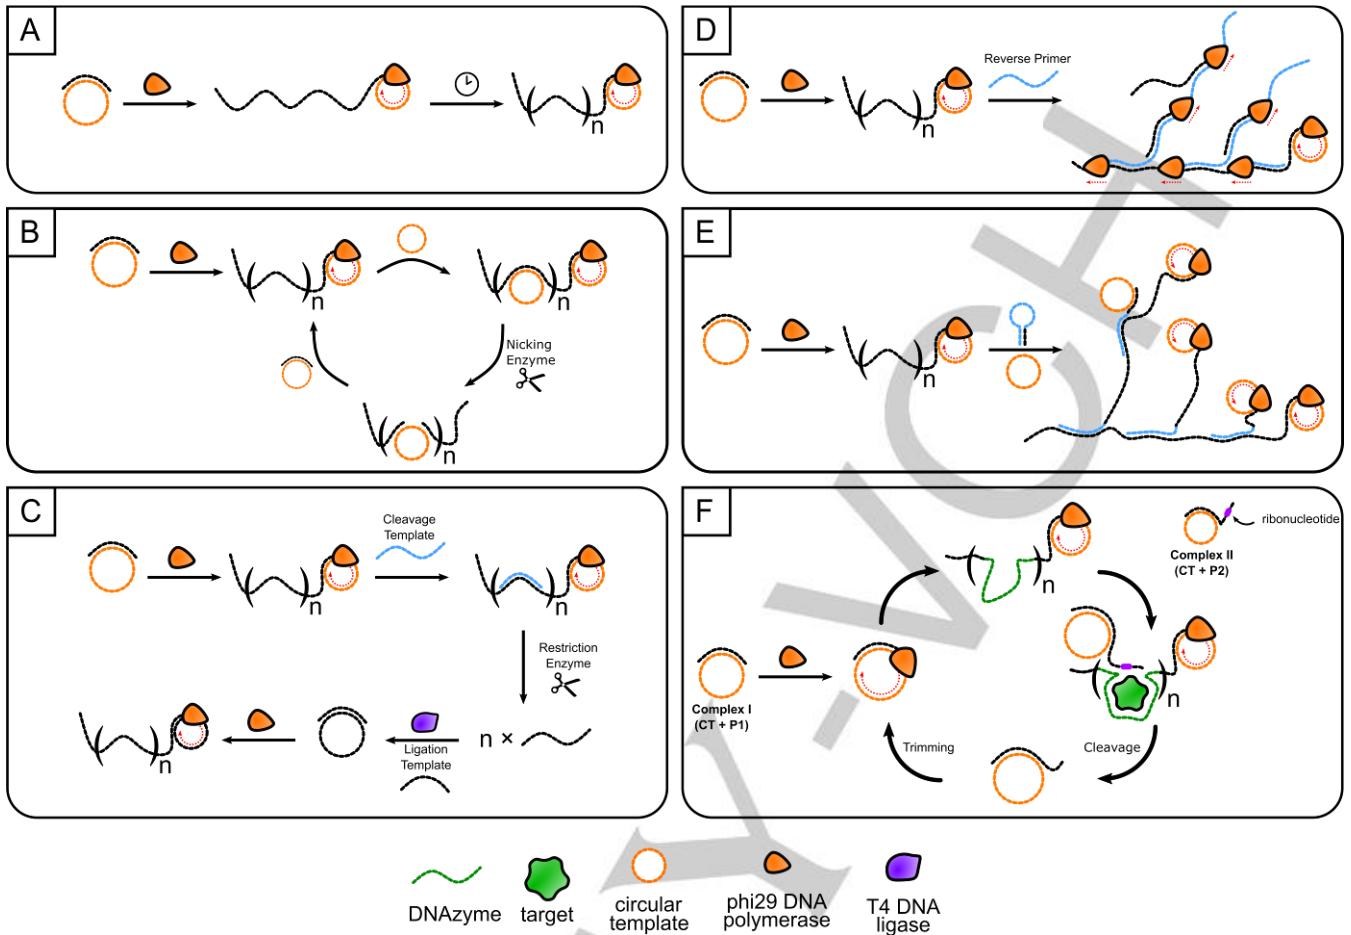 A
n
B
n
n
Nicking
Enzyme
n
C
Cleavage
Template
n
n
Restriction
Enzyme
n ×
Ligation
Template
n
D
Reverse Primer
n
E
n
F
n
ribonucleotide
Complex II
(CT + P2)
n
Complex I
(CT + P1)
Trimming
Cleavage
DNAzyme
target
circular
template
phi29 DNA
polymerase
T4 DNA
ligase
Y-VCH